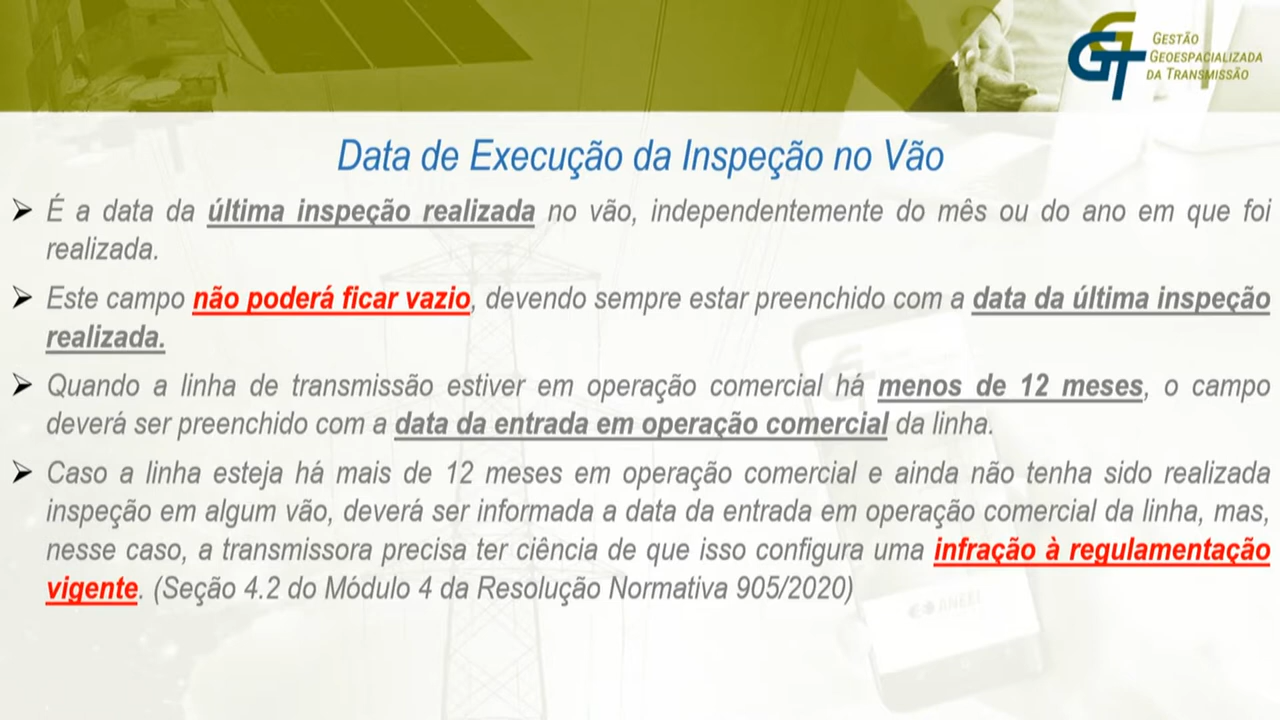 GGT
GESTÃO
GEOESPACIALIZADA
DA TRANSMISSÃO
Data de Execução da Inspeção no Vão
➢ É a data da última inspeção realizada no vão, independentemente do mês ou do ano em que foi
realizada.
➢ Este campo não poderá ficar vazio, devendo sempre estar preenchido com a data da última inspeção
realizada.
➢ Quando a linha de transmissão estiver em operação comercial há menos de 12 meses, o campo
deverá ser preenchido com a data da entrada em operação comercial da linha.
➢ Caso a linha esteja há mais de 12 meses em operação comercial e ainda não tenha sido realizada
inspeção em algum vão, deverá ser informada a data da entrada em operação comercial da linha, mas,
nesse caso, a transmissora precisa ter ciência de que isso configura uma infração à regulamentação
vigente. (Seção 4.2 do Módulo 4 da Resolução Normativa 905/2020)
ANEEL